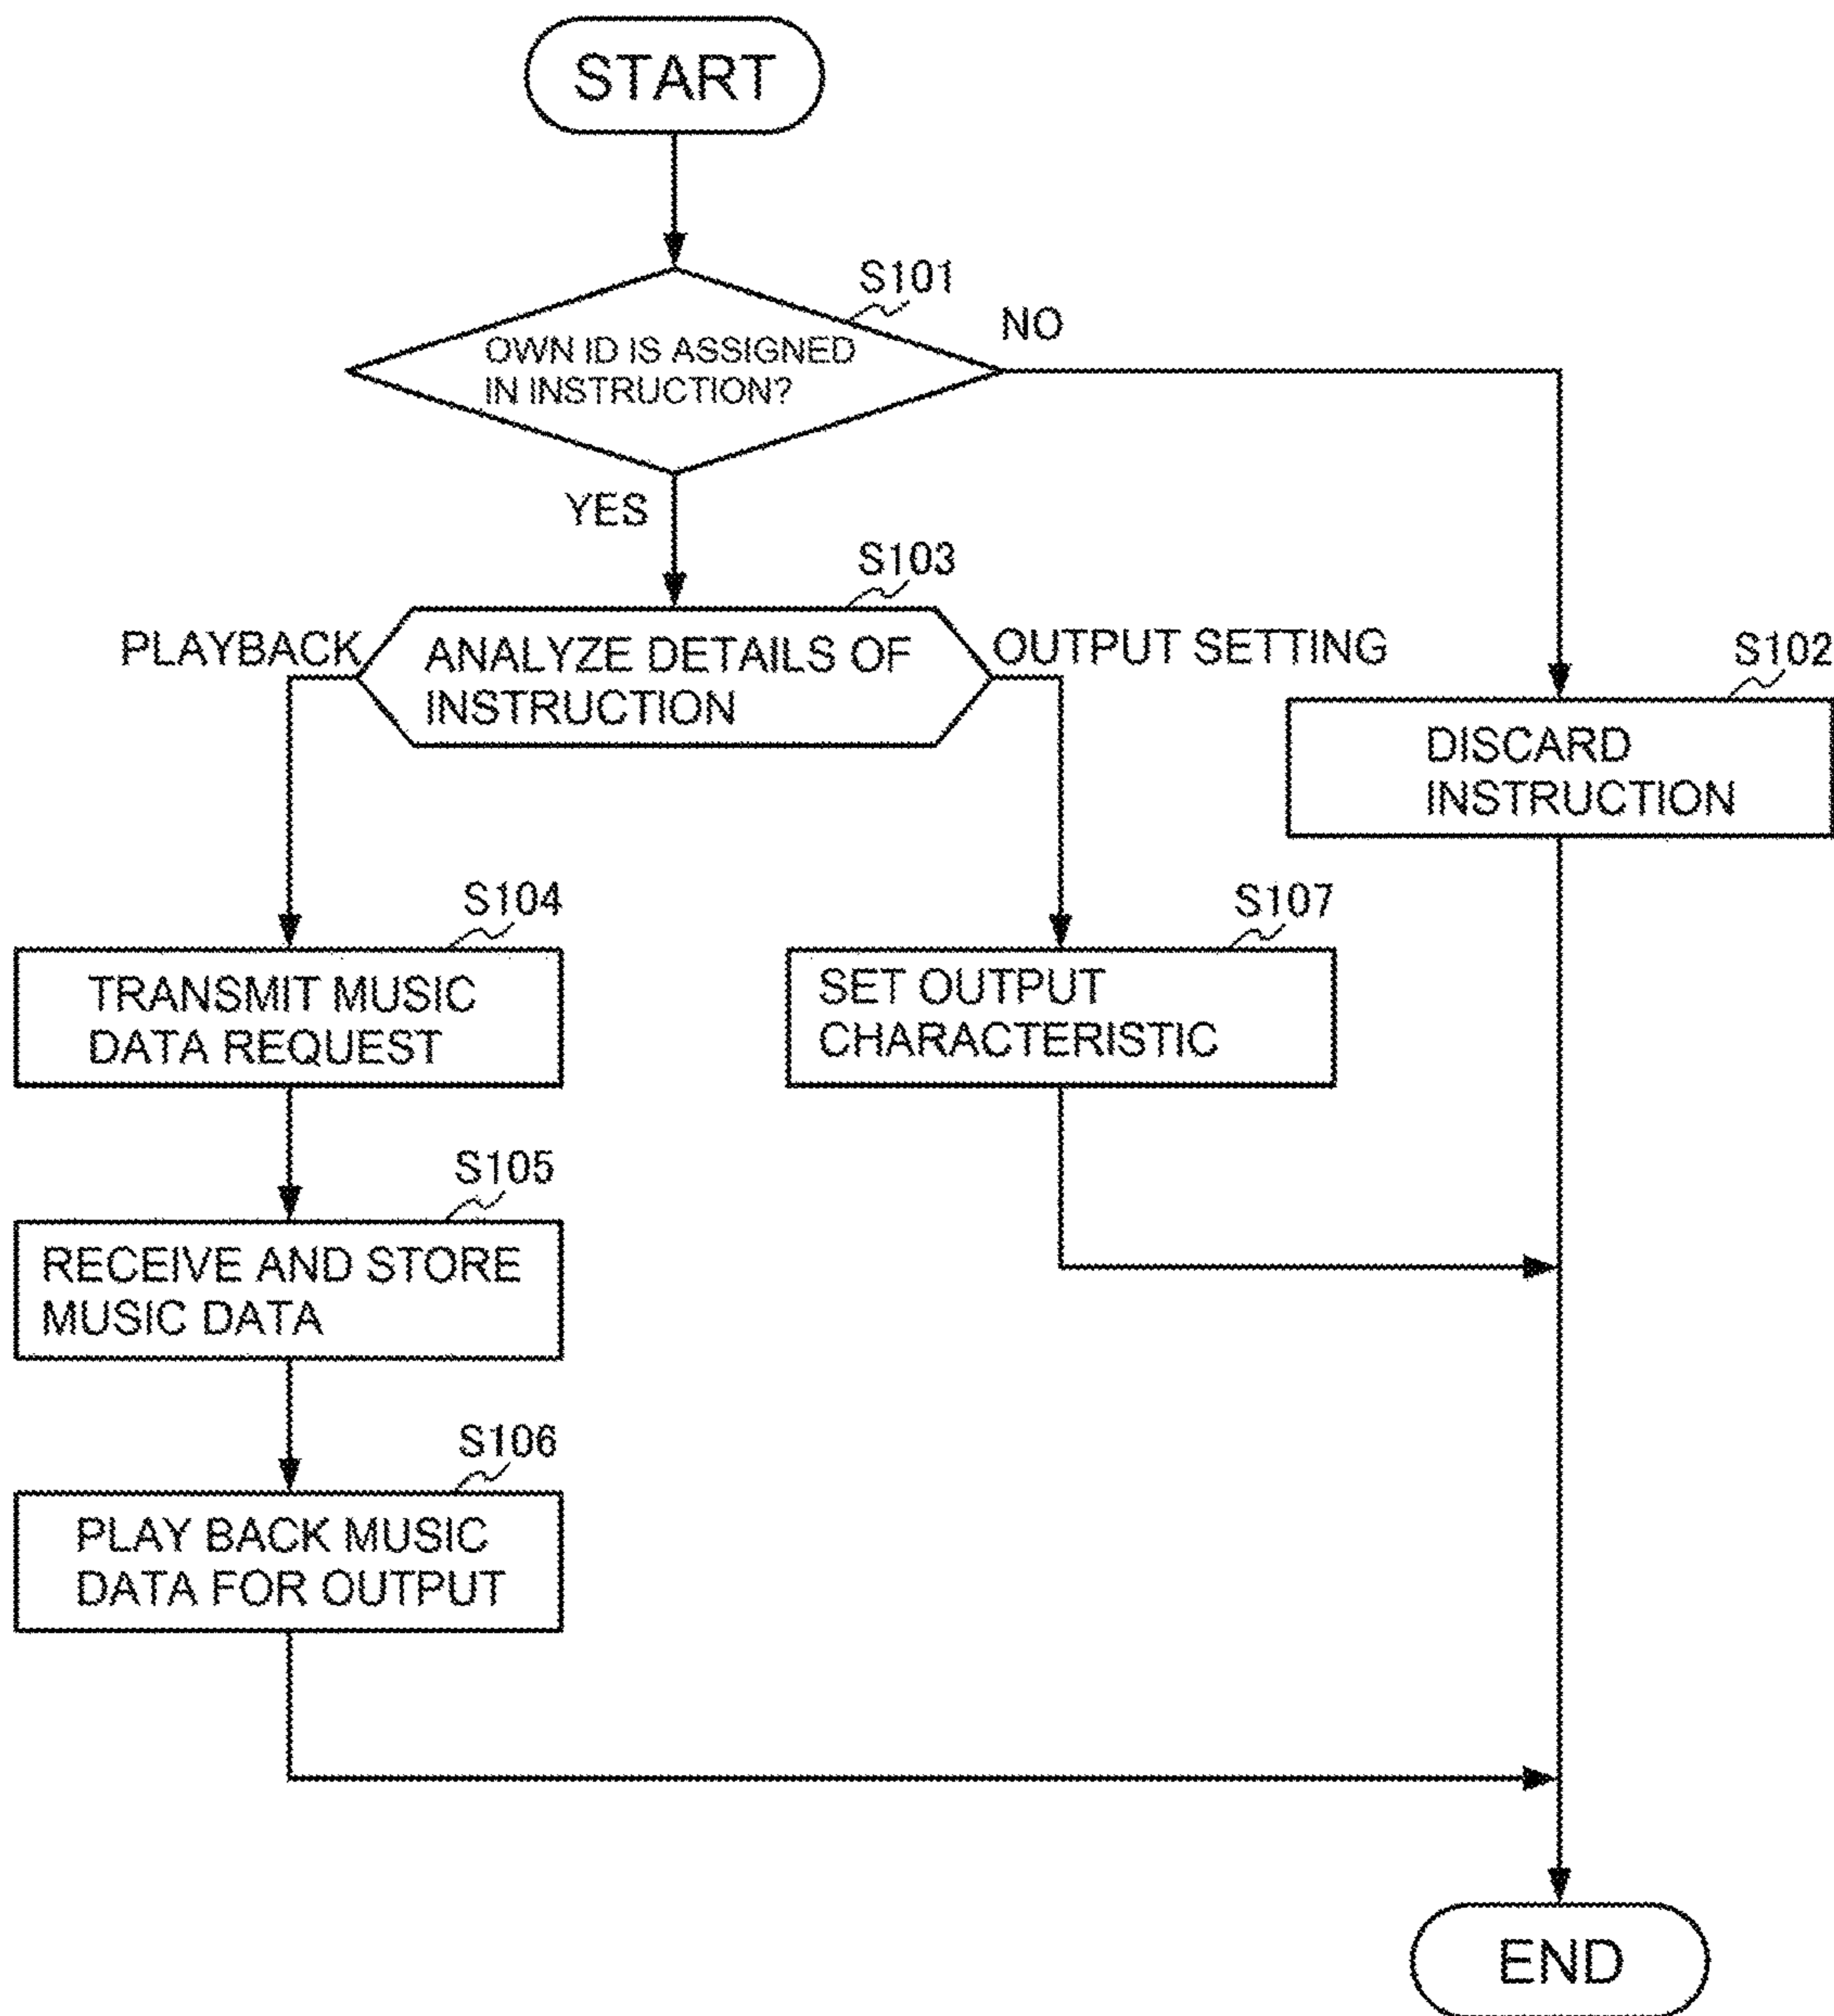 START
S101
NO
OWN ID IS ASSIGNED
IN INSTRUCTION?
YES
S103
PLAYBACK
ANALYZE DETAILS OF
INSTRUCTION
OUTPUT SETTING
S102
DISCARD
INSTRUCTION
S104
TRANSMIT MUSIC
DATA REQUEST
S107
SET OUTPUT
CHARACTERISTIC
S105
RECEIVE AND STORE
MUSIC DATA
S106
PLAY BACK MUSIC
DATA FOR OUTPUT
END